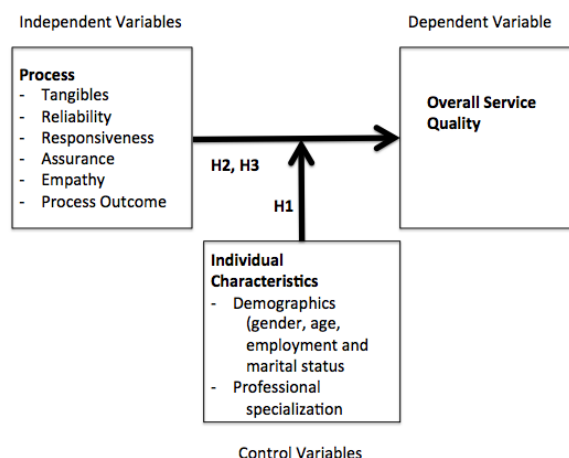 Independent Variables
Dependent Variable
Process
- Tangibles
- Reliability
- Responsiveness
- Assurance
- Empathy
- Process Outcome
Overall Service
Quality
H2, H3
H1
Individual
Characteristics
- Demographics
(gender, age,
employment and
marital status
- Professional
specialization
Control Variables